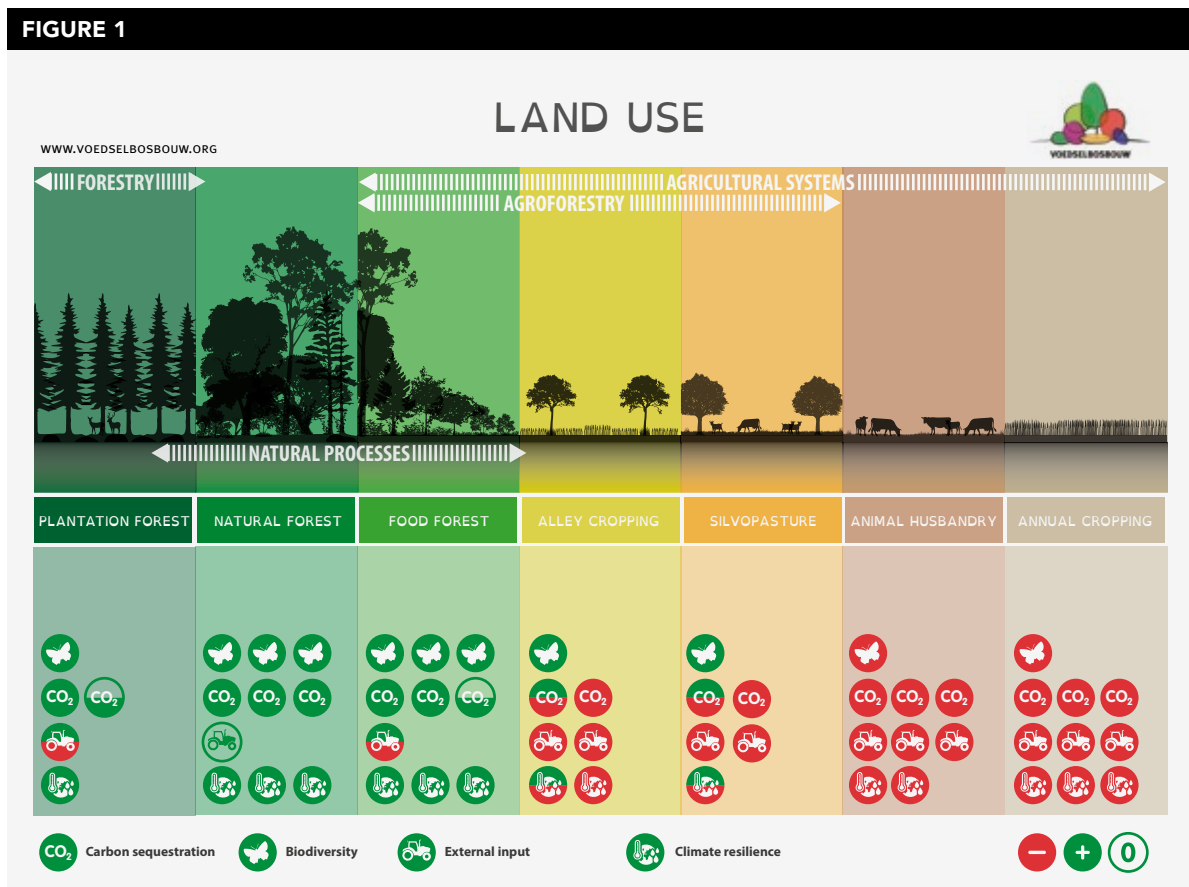 FIGURE 1
LAND USE
WWW.VOEDSELBOSBOUW.ORG
VOEDSELBOSBOUW
FORESTRY
AGRICULTURAL SYSTEMS
AGROFORESTRY
NATURAL PROCESSES
PLANTATION FOREST
NATURAL FOREST
FOOD FOREST
ALLEY CROPPING
SILVOPASTURE
ANIMAL HUSBANDRY
ANNUAL CROPPING
CO₂ CO₂ CO₂ CO₂ CO₂ CO₂ CO₂ CO₂ CO₂ CO₂ CO₂ CO₂ CO₂ CO₂ CO₂ CO₂ CO₂ CO₂
CO₂ Carbon sequestration
Biodiversity
External input
Climate resilience
− + 0